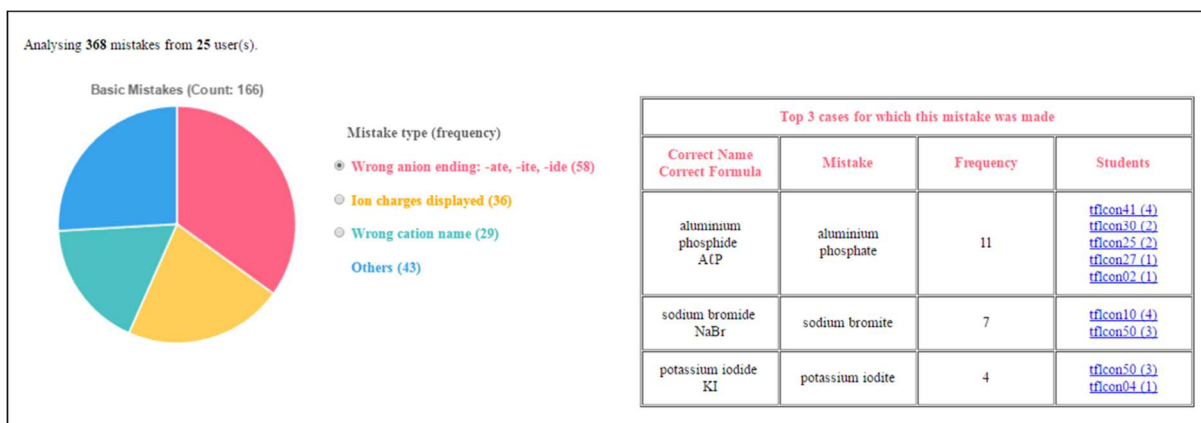 Analysing 368 mistakes from 25 user(s).
Basic Mistakes (Count: 166)
Mistake type (frequency)
Wrong anion ending: -ate, -ite, -ide (58)
Ion charges displayed (36)
Wrong cation name (29)
Others (43)
Top 3 cases for which this mistake was made
Correct Name
Correct Formula
Mistake
Frequency
Students
aluminium
phosphide
AℓP
aluminium
phosphate
11
tflcon41 (4)
tflcon30 (2)
tflcon25 (2)
tflcon27 (1)
tflcon02 (1)
sodium bromide
NaBr
sodium bromite
7
tflcon10 (4)
tflcon50 (3)
potassium iodide
KI
potassium iodite
4
tflcon50 (3)
tflcon04 (1)